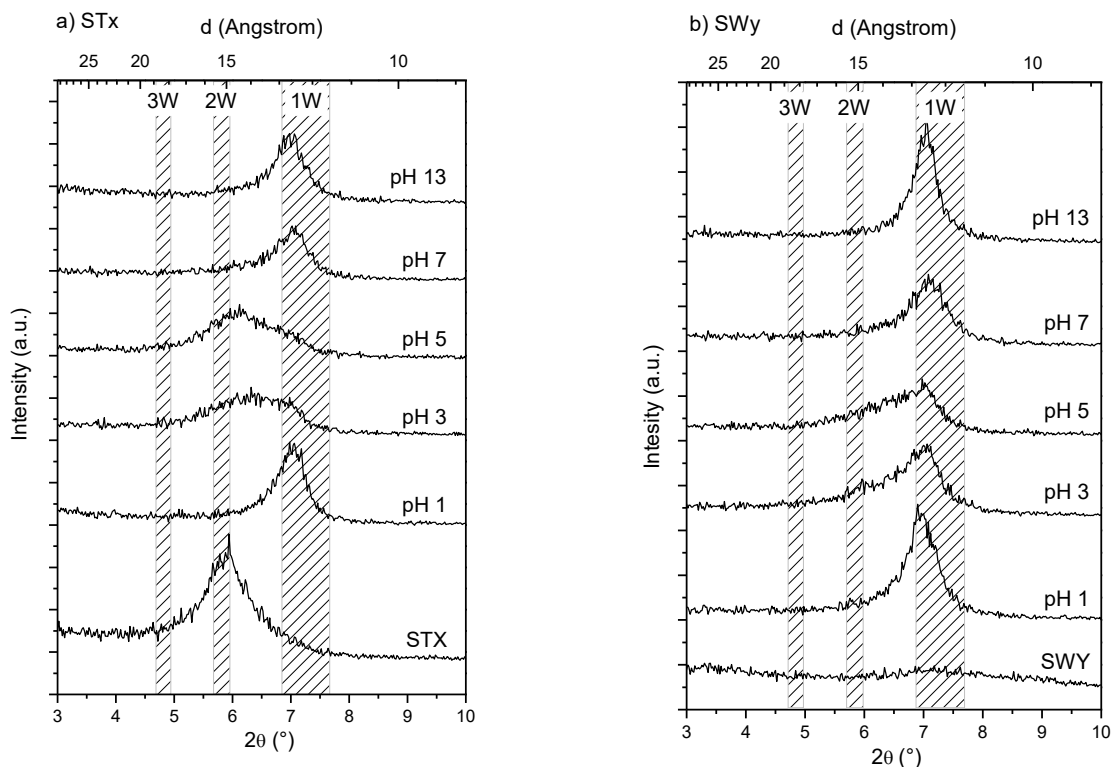 a) STx
d (Angstrom)
25 20 15 10
3W 2W 1W
pH 13
pH 7
pH 5
pH 3
pH 1
STX
Intensity (a.u.)
3 4 5 6 7 8 9 10
2θ (°)
b) SWy
d (Angstrom)
25 20 15 10
3W 2W 1W
pH 13
pH 7
pH 5
pH 3
pH 1
SWY
Intesity (a.u.)
3 4 5 6 7 8 9 10
2θ (°)